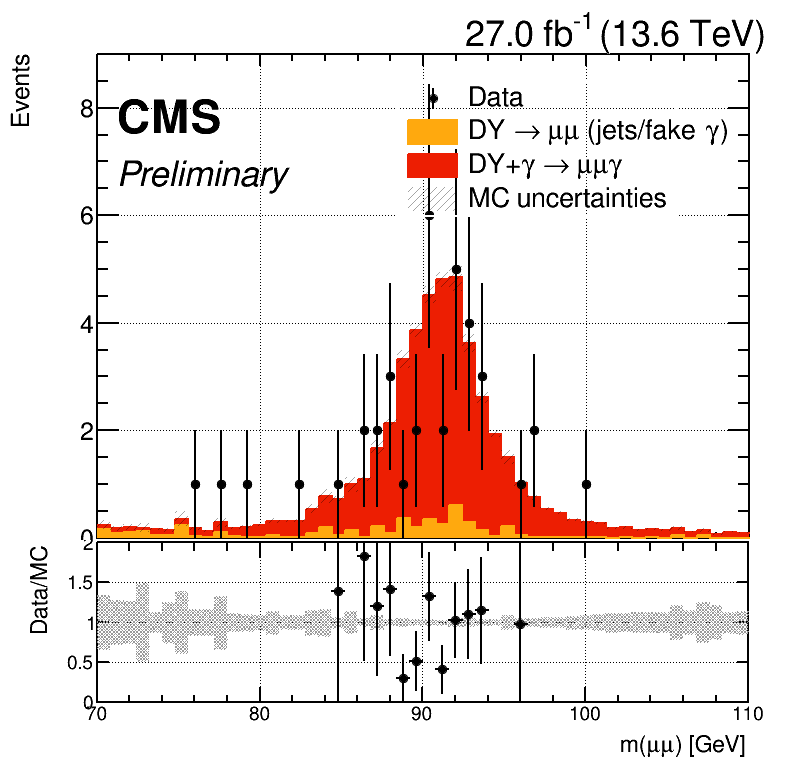 27.0 fb-1 (13.6 TeV)
Events
8
6
4
2
0
CMS
Preliminary
Data
DY → μμ (jets/fake γ)
DY+γ → μμγ
MC uncertainties
Data/MC
2
1.5
1
0.5
0
70 80 90 100 110
m(μμ) [GeV]